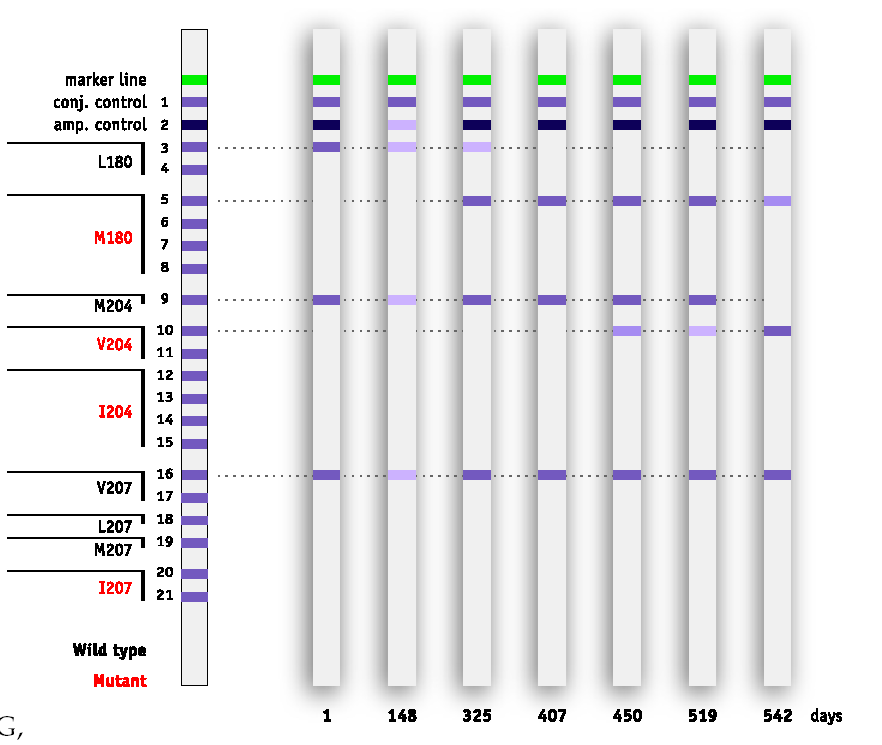 marker line
conj. control 1
amp. control 2
3
L180
4
5
6
M180
7
8
9
M204
10
V204
11
12
13
I204
14
15
16
V207
17
18
L207
19
M207
20
I207
21
Wild type
Mutant
1 148 325 407 450 519 542 days
G,